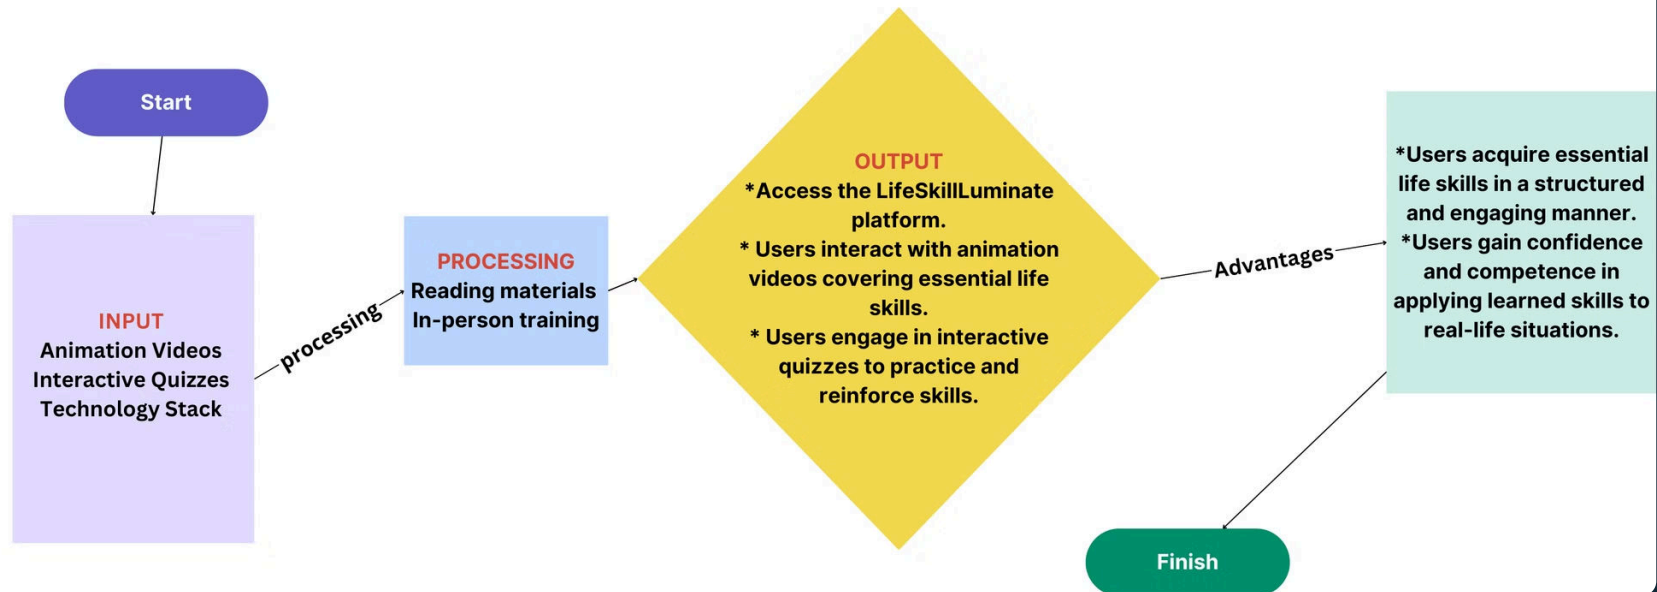 Start
INPUT
Animation Videos
Interactive Quizzes
Technology Stack
processing
PROCESSING
Reading materials
In-person training
OUTPUT
*Access the LifeSkillLuminate
platform.
* Users interact with animation
videos covering essential life
skills.
* Users engage in interactive
quizzes to practice and
reinforce skills.
Advantages
*Users acquire essential
life skills in a structured
and engaging manner.
*Users gain confidence
and competence in
applying learned skills to
real-life situations.
Finish